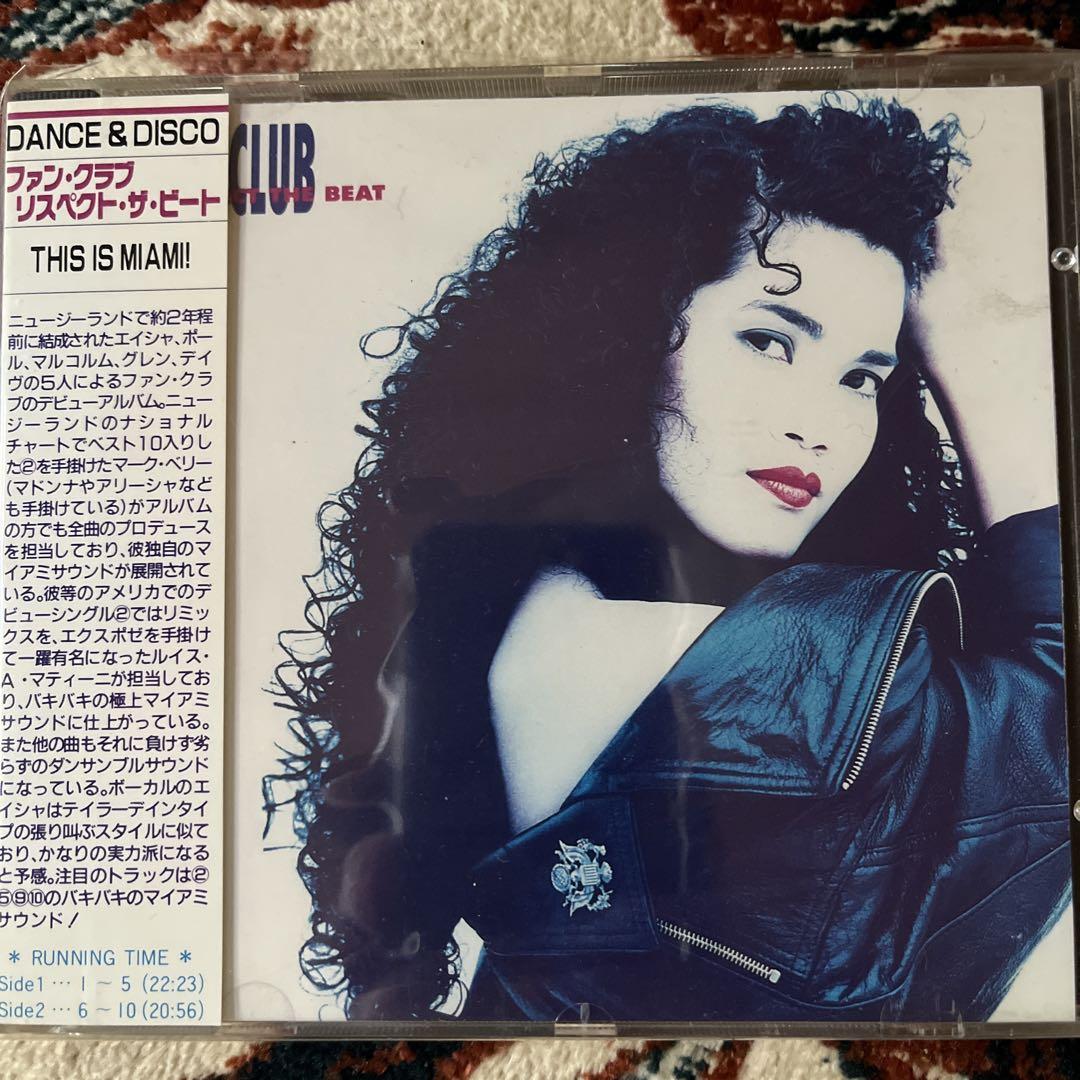 DANCE & DISCO
ファン・クラブ
リスペクト・ザ・ビート
THIS IS MIAMI!
ニュージーランドで約2年程
前に結成されたエイシャ、ポー
ル、マルコルム、グレン、デイ
ヴの5人によるファン・クラ
ブのデビューアルバム。ニュー
ジーランドのナショナル
チャートでベスト10入りし
た②を手掛けたマーク・ベリー
(マドンナやアリーシャなど
も手掛けている)がアルバム
の方でも全曲のプロデュース
を担当しており、彼独自のマ
イアミサウンドが展開されて
いる。彼等のアメリカでのデ
ビューシングル②ではリミッ
クスを、エクスポゼを手掛け
て一躍有名になったルイス・
A・マティーニが担当してお
り、バキバキの極上マイアミ
サウンドに仕上がっている。
また他の曲もそれに負けず劣
らずのダンサンブルサウンド
になっている。ボーカルのエ
イシャはテイラーデインタイ
プの張り叫ぶスタイルに似て
おり、かなりの実力派になる
と予感。注目のトラックは②
⑤⑨⑩のバキバキのマイアミ
サウンド!
* RUNNING TIME *
Side1…1～5(22:23)
Side2…6～10(20:56)
CLUB
CT THE BEAT